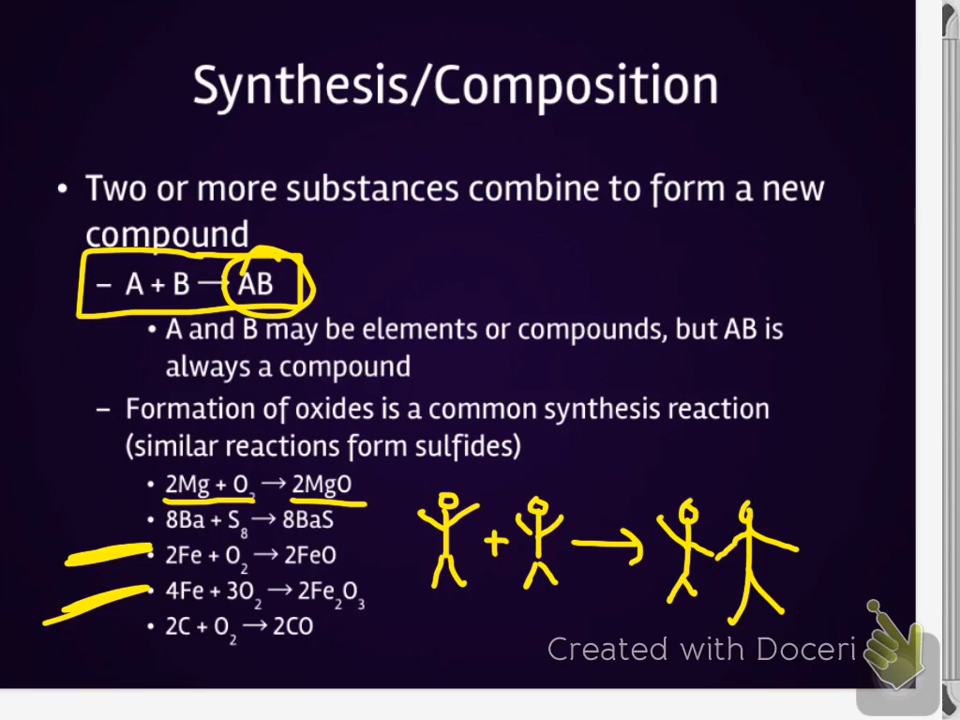 Synthesis/Composition
• Two or more substances combine to form a new
compound
– A + B → AB
• A and B may be elements or compounds, but AB is
always a compound
– Formation of oxides is a common synthesis reaction
(similar reactions form sulfides)
• 2Mg + O₂ → 2MgO
• 8Ba + S₈ → 8BaS
• 2Fe + O₂ → 2FeO
• 4Fe + 3O₂ → 2Fe₂O₃
• 2C + O₂ → 2CO
+ →
Created with Doceri